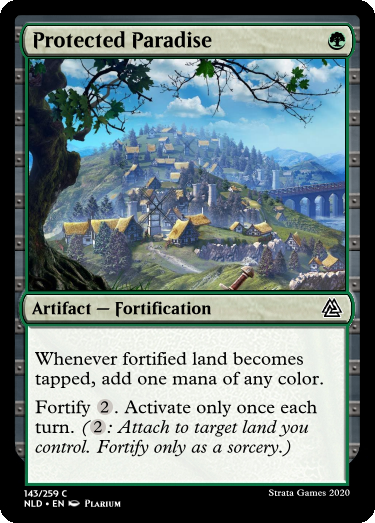 Protected Paradise
Artifact — Fortification
Whenever fortified land becomes
tapped, add one mana of any color.
Fortify 2. Activate only once each
turn. (2: Attach to target land you
control. Fortify only as a sorcery.)
143/259 C
NLD • EN Plarium
Strata Games 2020